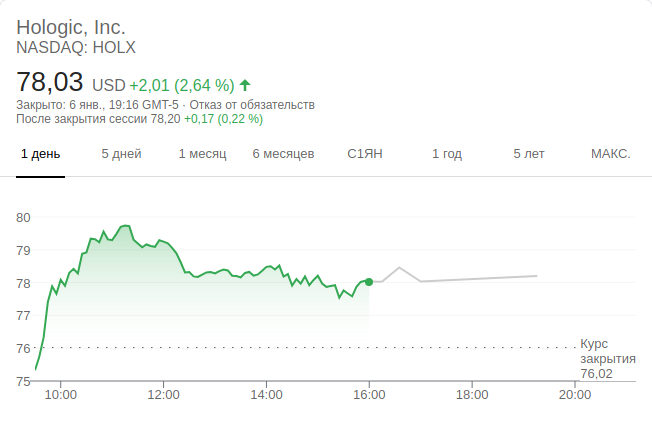 Hologic, Inc.
NASDAQ: HOLX
78,03 USD +2,01 (2,64 %)
Закрыто: 6 янв., 19:16 GMT-5 · Отказ от обязательств
После закрытия сессии 78,20 +0,17 (0,22 %)
1 день 5 дней 1 месяц 6 месяцев С1ЯН 1 год 5 лет МАКС.
80
79
78
77
76
75
Курс
закрытия
76,02
10:00 12:00 14:00 16:00 18:00 20:00